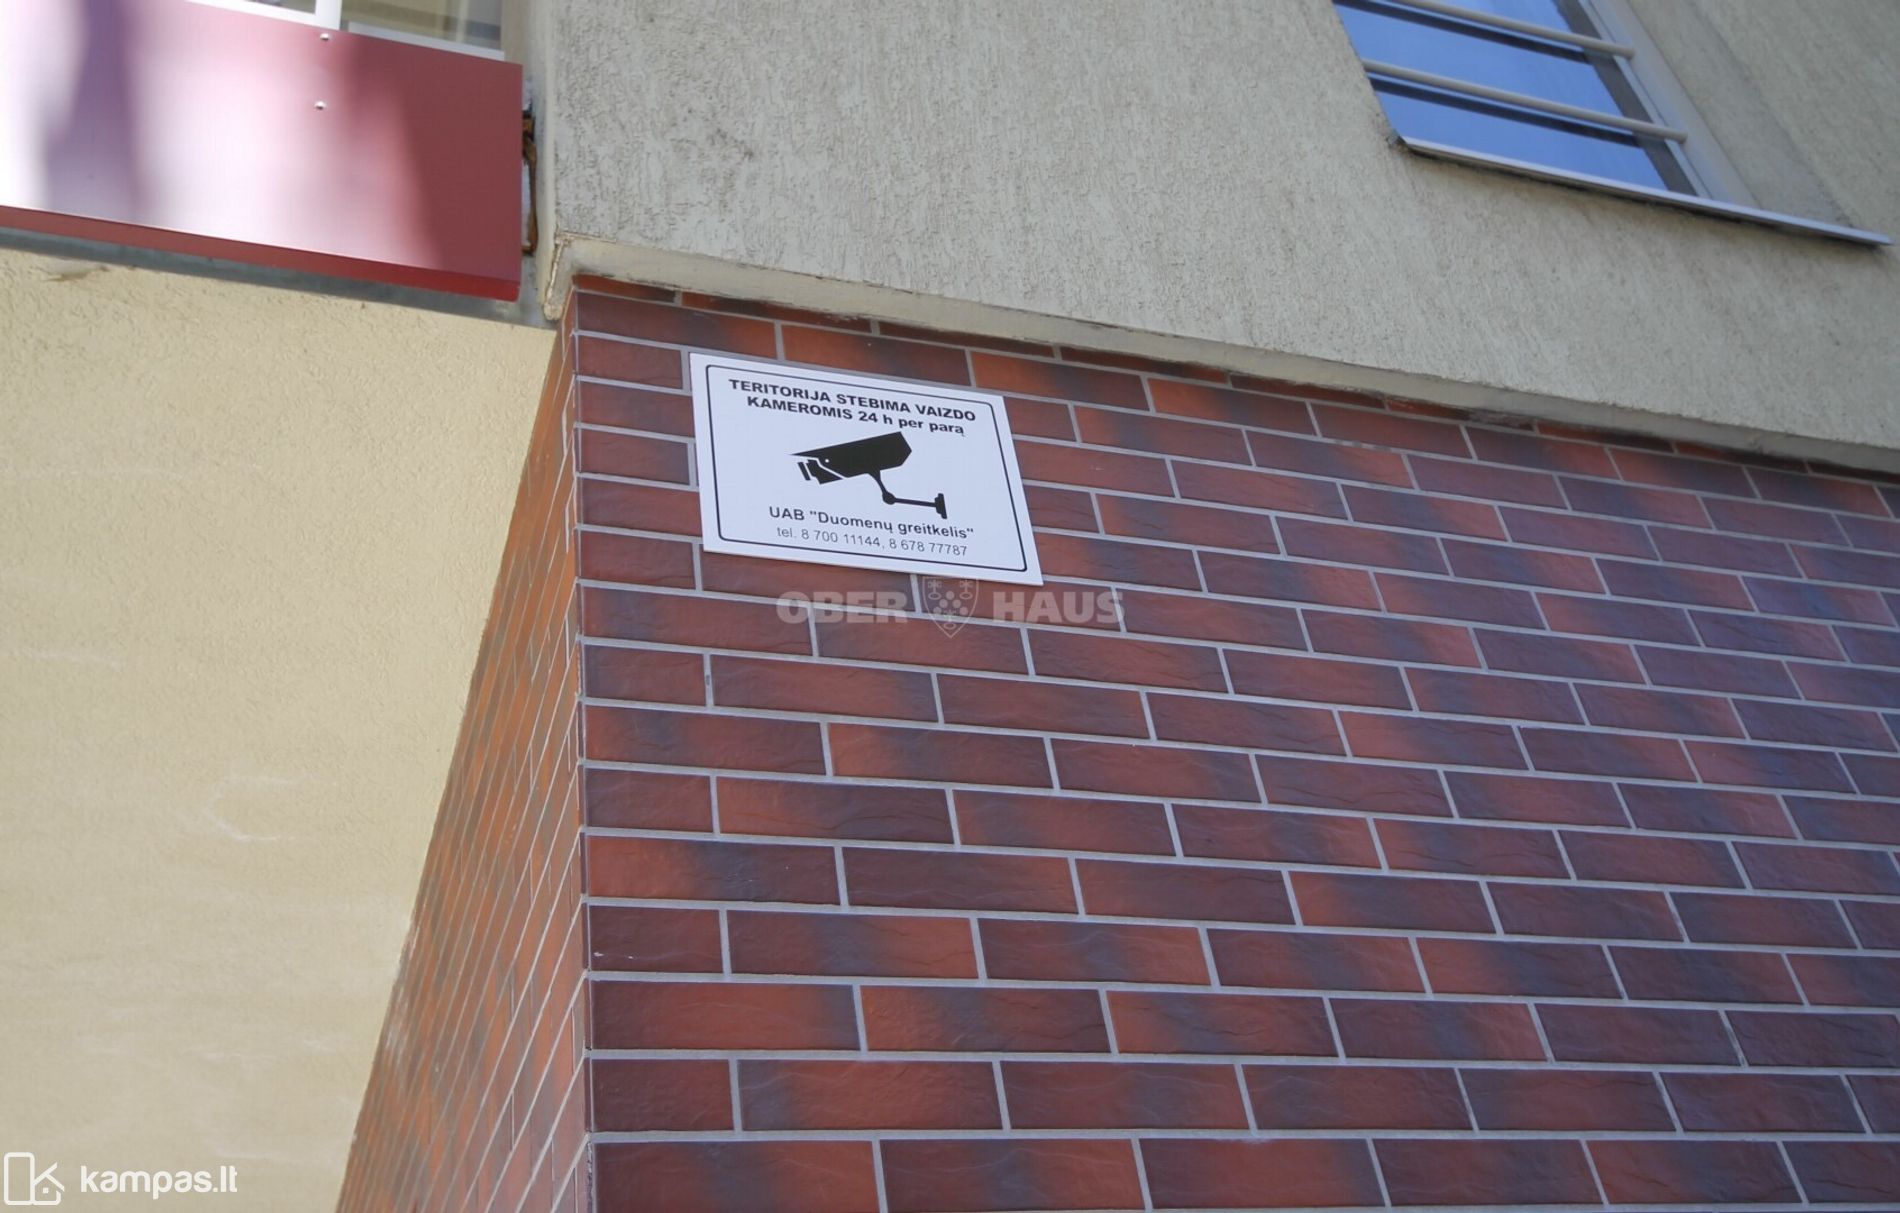 TERITORIJA STEBIMA VAIZDO
KAMEROMIS 24 h per parą
UAB "Duomenų greitkelis"
tel. 8 700 11144, 8 678 77787
OBER HAUS
kampas.lt